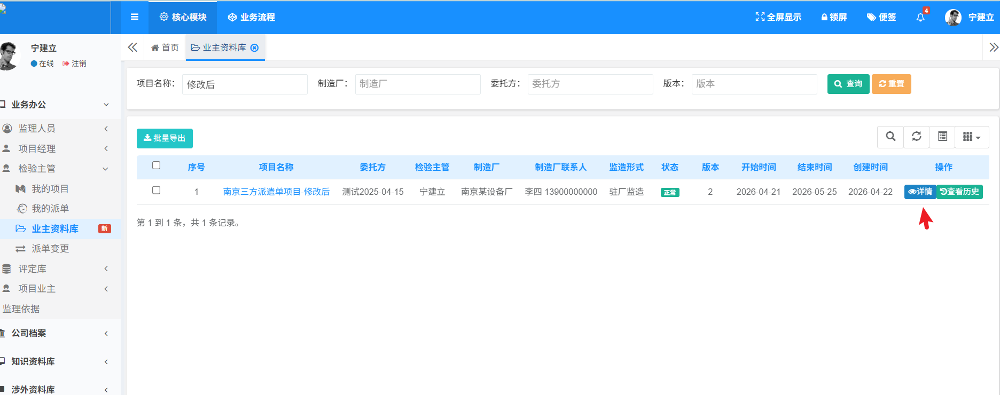 核心模块
业务流程
全屏显示
锁屏
便签
4
宁建立
宁建立
在线
注销
首页
业主资料库
项目名称：
修改后
制造厂：
制造厂
委托方：
委托方
版本：
版本
查询
重置
业务办公
监理人员
项目经理
检验主管
我的项目
我的派单
业主资料库
新
派单变更
评定库
项目业主
监理依据
公司档案
知识资料库
涉外资料库
批量导出
序号 项目名称 委托方 检验主管 制造厂 制造厂联系人 监造形式 状态 版本 开始时间 结束时间 创建时间 操作
1 南京三方派遣单项目-修改后 测试2025-04-15 宁建立 南京某设备厂 李四 13900000000 驻厂监造 正常 2 2026-04-21 2026-05-25 2026-04-22 详情 查看历史
第 1 到 1 条，共 1 条记录。